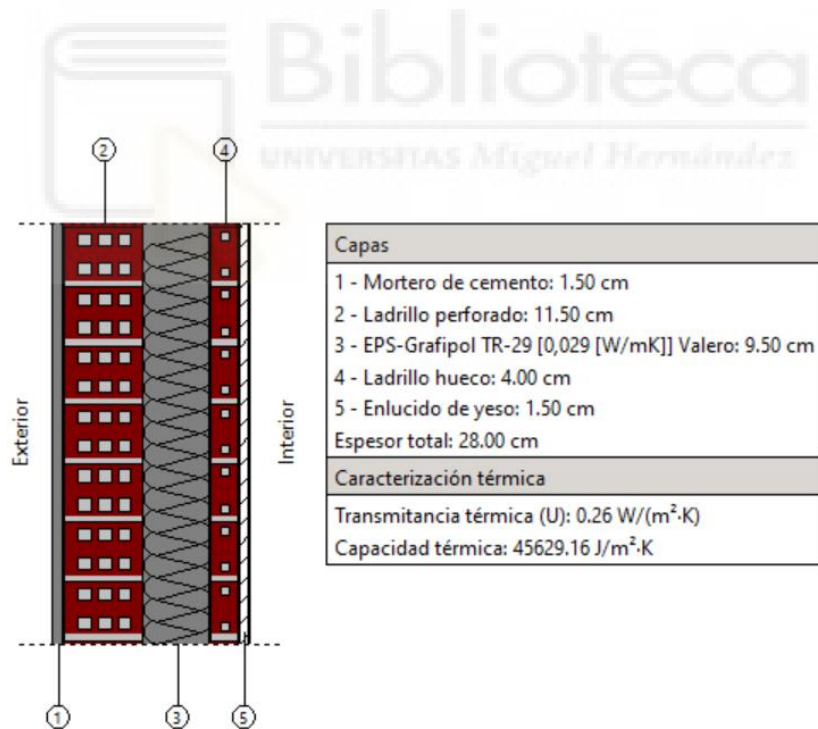 Biblioteca
UNIVERSITAS Miguel Hernández
2
4
Exterior
Interior
1
3
5
Capas
1 - Mortero de cemento: 1.50 cm
2 - Ladrillo perforado: 11.50 cm
3 - EPS-Grafipol TR-29 [0,029 [W/mK]] Valero: 9.50 cm
4 - Ladrillo hueco: 4.00 cm
5 - Enlucido de yeso: 1.50 cm
Espesor total: 28.00 cm
Caracterización térmica
Transmitancia térmica (U): 0.26 W/(m²·K)
Capacidad térmica: 45629.16 J/m²·K